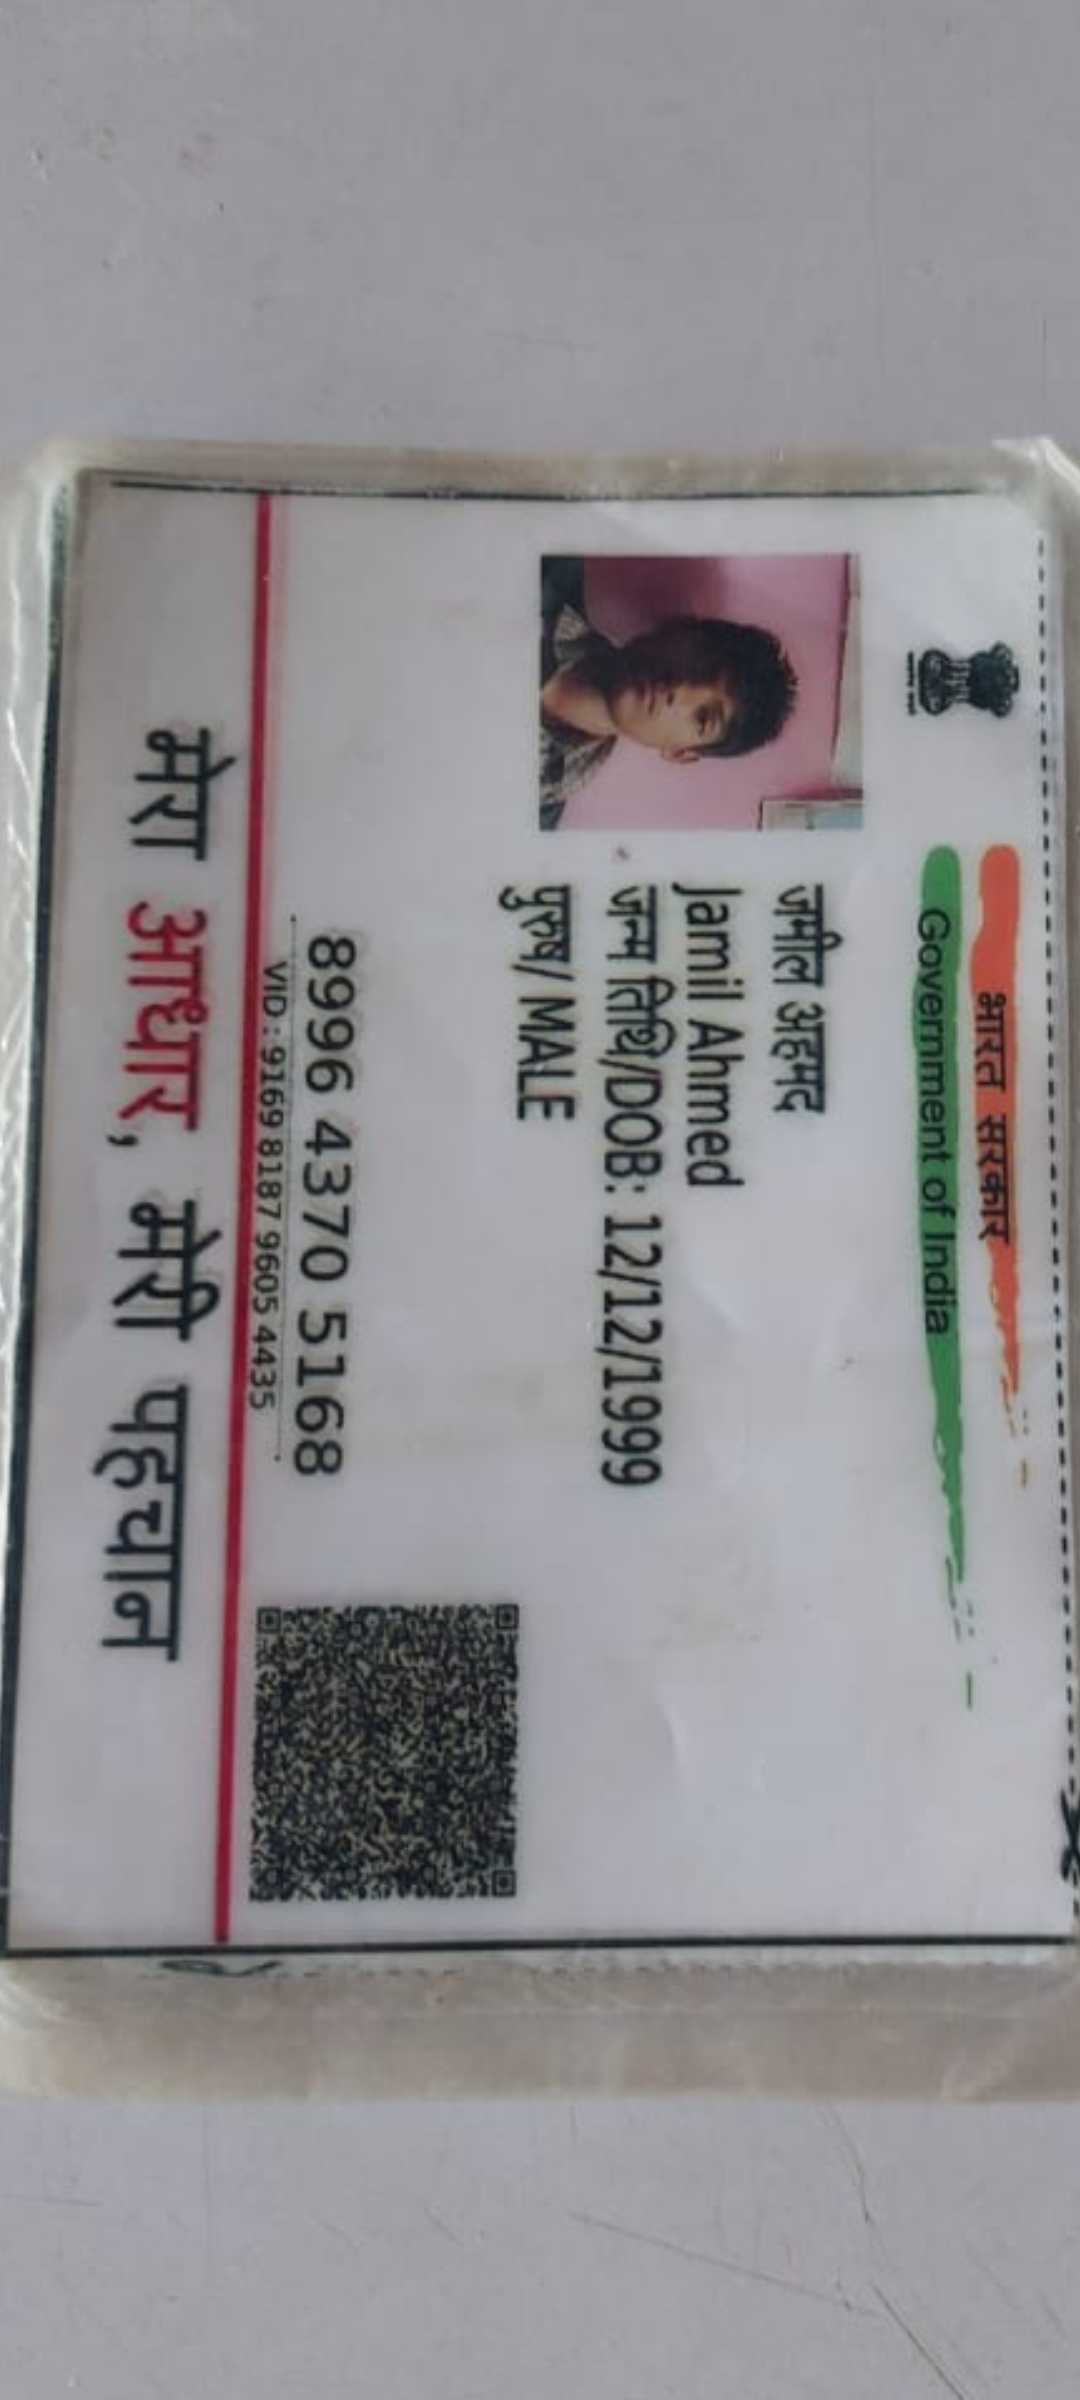 भारत सरकार
Government of India
जमील अहमद
Jamil Ahmed
जन्म तिथि/DOB: 12/12/1999
पुरुष/ MALE
8996 4370 5168
VID : 9169 8187 9605 4435
मेरा आधार, मेरी पहचान